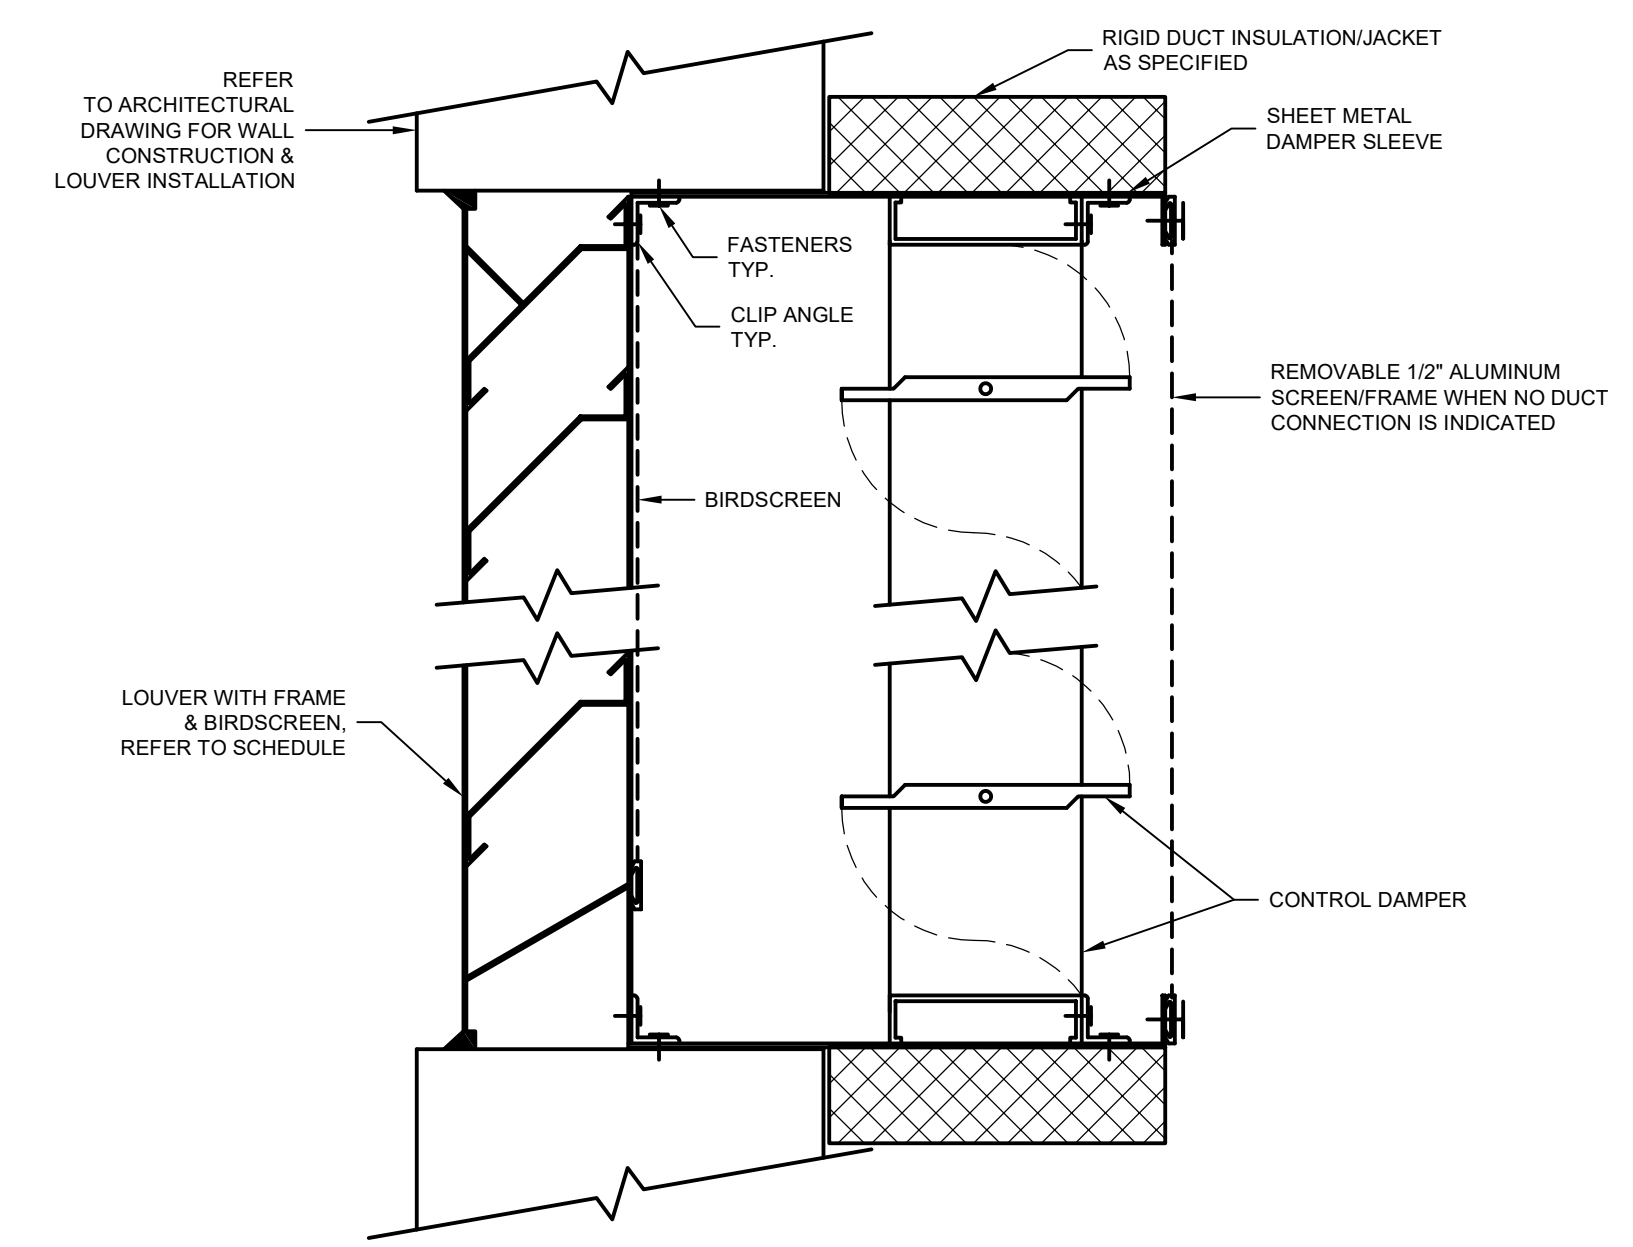 RIGID DUCT INSULATION/JACKET
AS SPECIFIED
REFER
TO ARCHITECTURAL
DRAWING FOR WALL
CONSTRUCTION &
LOUVER INSTALLATION
SHEET METAL
DAMPER SLEEVE
FASTENERS
TYP.
CLIP ANGLE
TYP.
REMOVABLE 1/2" ALUMINUM
SCREEN/FRAME WHEN NO DUCT
CONNECTION IS INDICATED
BIRDSCREEN
LOUVER WITH FRAME
& BIRDSCREEN,
REFER TO SCHEDULE
CONTROL DAMPER